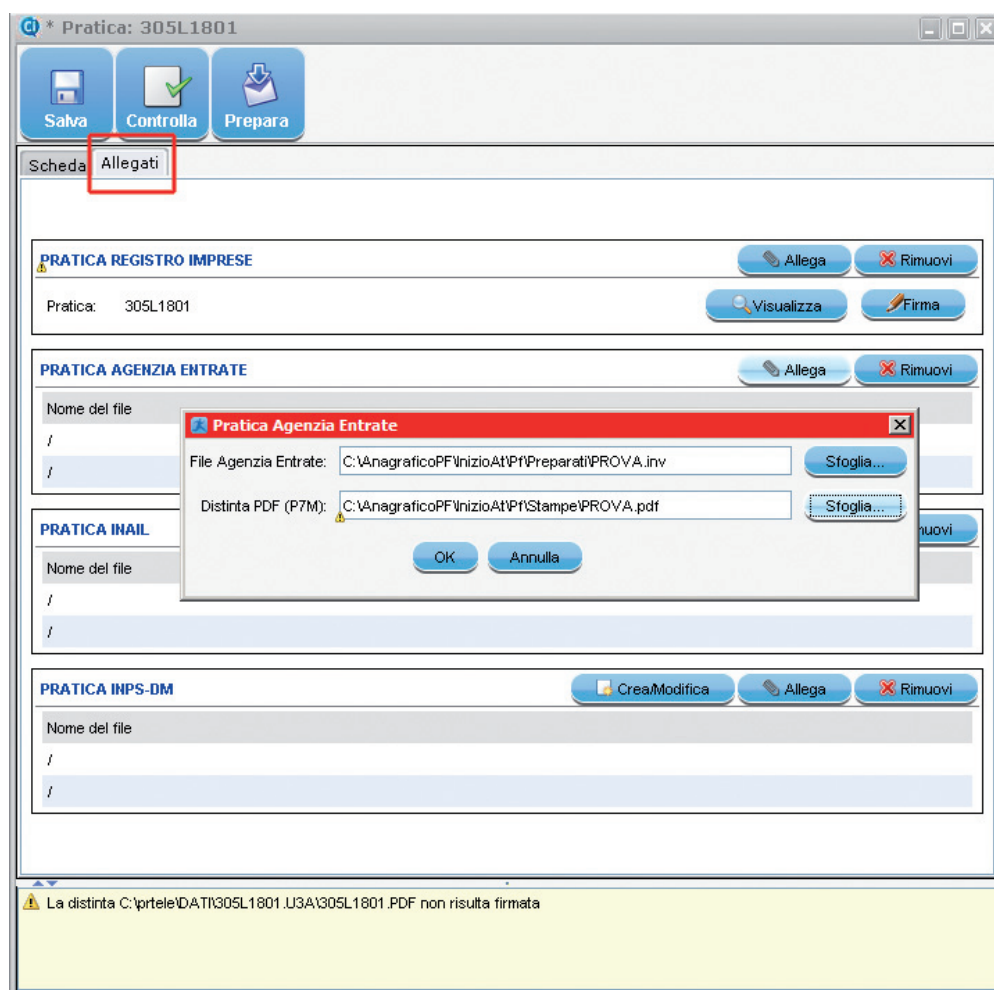 * Pratica: 305L1801
Salva Controlla Prepara
Scheda Allegati
PRATICA REGISTRO IMPRESE Allega Rimuovi
Pratica: 305L1801 Visualizza Firma
PRATICA AGENZIA ENTRATE Allega Rimuovi
Nome del file
/
/
Pratica Agenzia Entrate
File Agenzia Entrate: C:\AnagraficoPF\InizioAt\Pf\Preparati\PROVA.inv Sfoglia...
Distinta PDF (P7M): C:\AnagraficoPF\InizioAt\Pf\Stampe\PROVA.pdf Sfoglia...
OK Annulla
PRATICA INAIL nuovi
Nome del file
/
/
PRATICA INPS-DM Crea/Modifica Allega Rimuovi
Nome del file
/
/
La distinta C:\prtele\DATI\305L1801.U3A\305L1801.PDF non risulta firmata